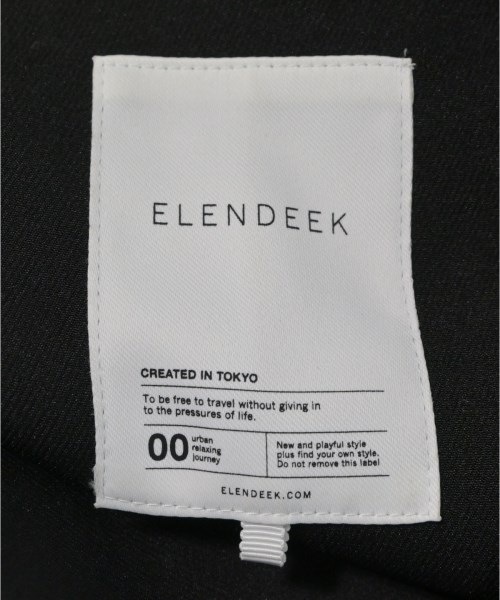 ELENDEEK
CREATED IN TOKYO
To be free to travel without giving in
to the pressures of life.
00
urban
relaxing
journey
New and playful style
plus find your own style.
Do not remove this label
ELENDEEK.COM